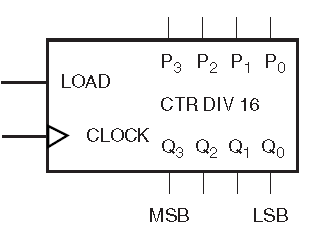 P3 P2 P1 P0
LOAD
CTR DIV 16
CLOCK
Q3 Q2 Q1 Q0
MSB LSB